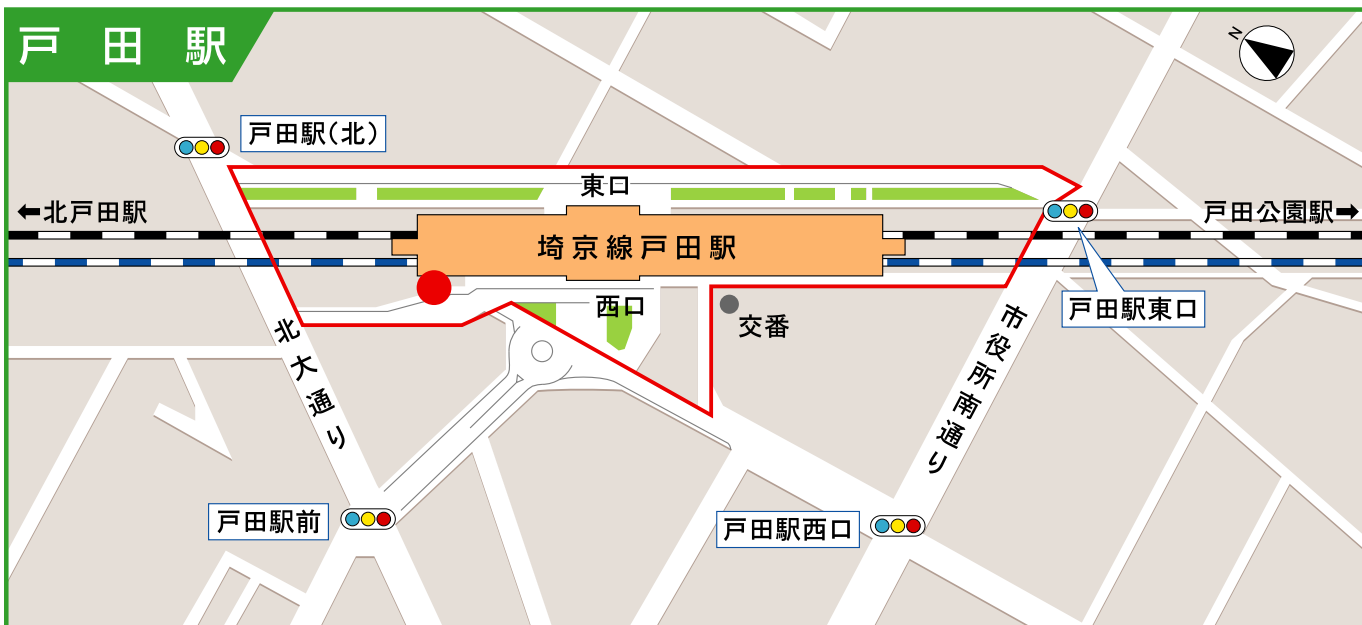 戸田駅
N
戸田駅(北)
東口
←北戸田駅
戸田公園駅→
埼京線戸田駅
西口
戸田駅東口
交番
北大通り
市役所南通り
戸田駅前
戸田駅西口